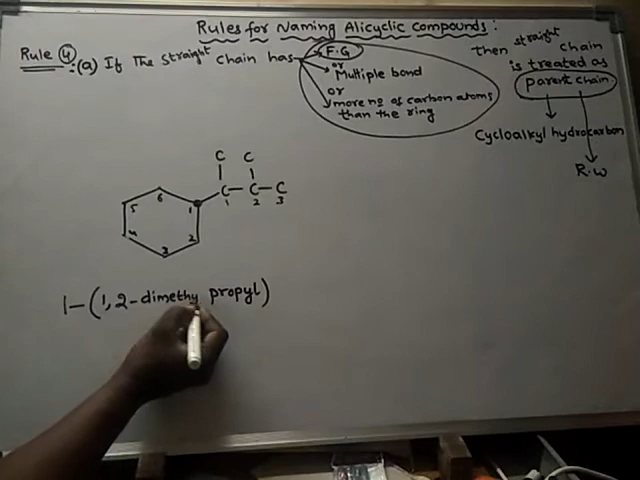 Rules for Naming Alicyclic Compounds:
Rule 4:(a) If The straight chain has F.G
or
Multiple bond
or
more no of carbon atoms
than the ring
then straight chain
is treated as
parent chain
Cycloalkyl hydrocarbon
R.W
C C
C-C-C
1 2 3
6
5 1
4 2
3
1-(1,2-dimethy propyl)